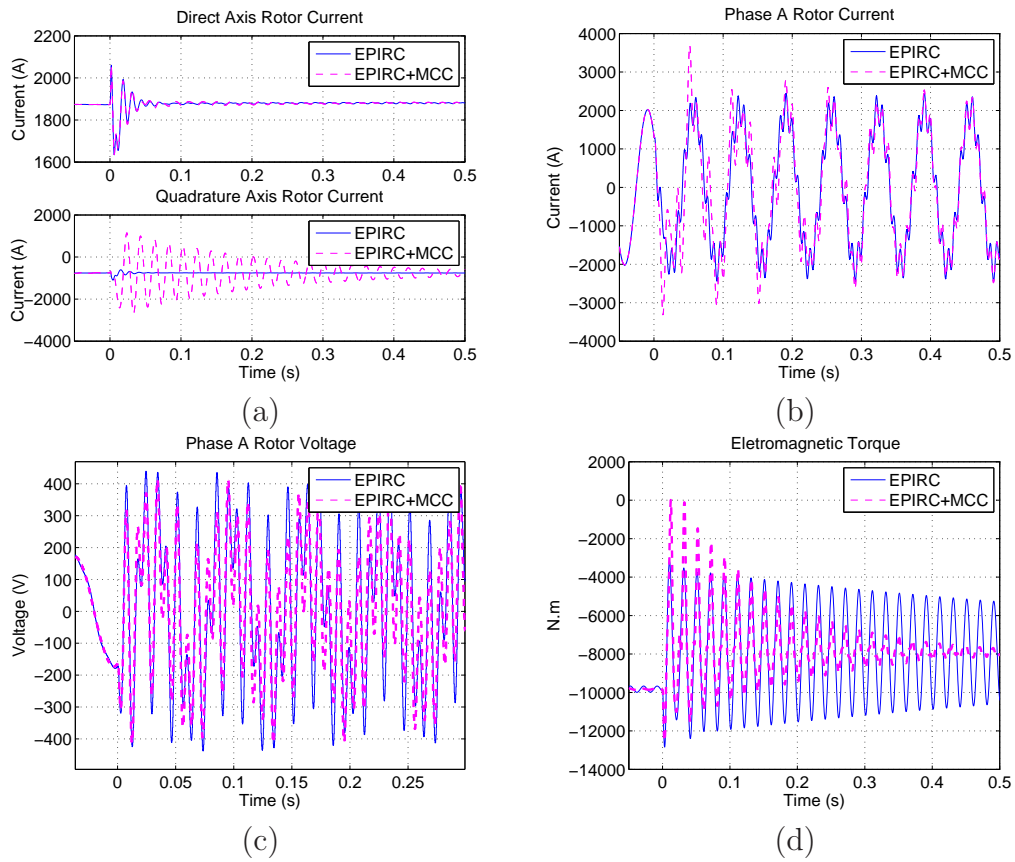 Direct Axis Rotor Current
2200
2000
1800
1600
Current (A)
EPIRC
EPIRC+MCC
0 0.1 0.2 0.3 0.4 0.5
Quadrature Axis Rotor Current
2000
0
−2000
−4000
Current (A)
EPIRC
EPIRC+MCC
0 0.1 0.2 0.3 0.4 0.5
Time (s)
(a)
Phase A Rotor Current
4000
3000
2000
1000
0
−1000
−2000
−3000
−4000
Current (A)
EPIRC
EPIRC+MCC
0 0.1 0.2 0.3 0.4 0.5
Time (s)
(b)
Phase A Rotor Voltage
400
300
200
100
0
−100
−200
−300
−400
Voltage (V)
EPIRC
EPIRC+MCC
0 0.05 0.1 0.15 0.2 0.25
Time (s)
(c)
Eletromagnetic Torque
2000
0
−2000
−4000
−6000
−8000
−10000
−12000
−14000
N.m
EPIRC
EPIRC+MCC
0 0.1 0.2 0.3 0.4 0.5
Time (s)
(d)